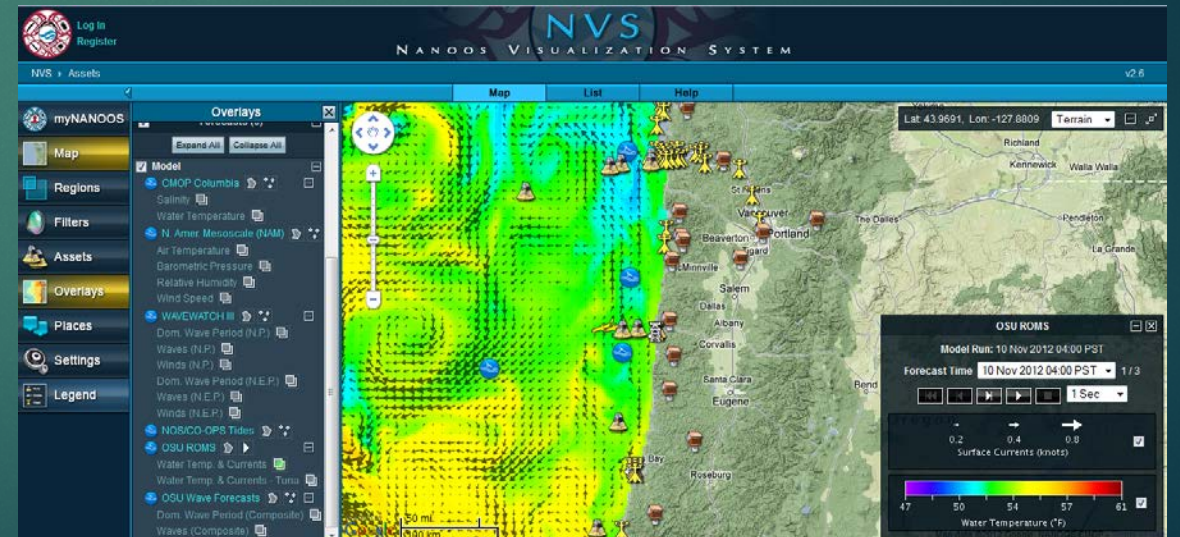 Log In
Register
NVS
NANOOS VISUALIZATION SYSTEM
NVS › Assets
v2.6
Map
List
Help
myNANOOS
Map
Regions
Filters
Assets
Overlays
Places
Settings
Legend
Overlays
Expand All
Collapse All
Model
CMOP Columbia
Salinity
Water Temperature
N. Amer. Mesoscale (NAM)
Air Temperature
Barometric Pressure
Relative Humidity
Wind Speed
WAVEWATCH III
Dom. Wave Period (N.P.)
Waves (N.P.)
Winds (N.P.)
Dom. Wave Period (N.E.P.)
Waves (N.E.P.)
Winds (N.E.P.)
NOS/CO-OPS Tides
OSU ROMS
Water Temp. & Currents
Water Temp. & Currents - Tuna
OSU Wave Forecasts
Dom. Wave Period (Composite)
Waves (Composite)
Lat: 43.9691, Lon: -127.8809
Terrain
Richland
Kennewick
Walla Walla
Vancouver
The Dalles
Pendleton
Beaverton
Portland
Tigard
La Grande
McMinnville
Salem
Dallas
Albany
Corvallis
Santa Clara
Eugene
Bend
Bay
Roseburg
50 mi
100 km
OSU ROMS
Model Run: 10 Nov 2012 04:00 PST
Forecast Time
10 Nov 2012 04:00 PST
1/3
1 Sec
0.2
0.4
0.8
Surface Currents (knots)
47
50
54
57
61
Water Temperature (°F)